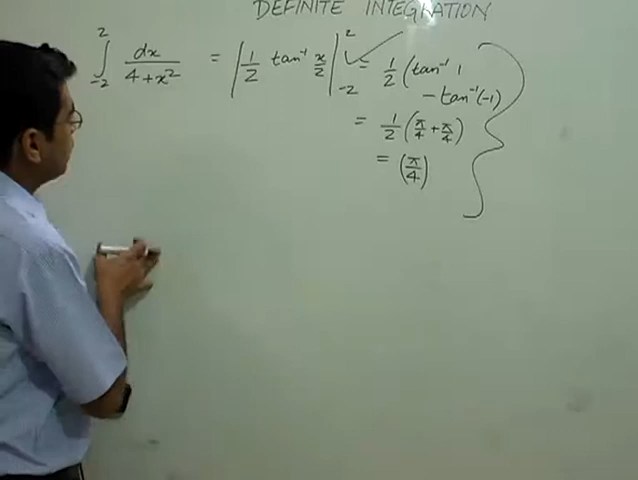 DEFINITE INTEGRATION
∫_{-2}^{2} dx/(4+x²) = |1/2 tan⁻¹ x/2|_{-2}^{2} = 1/2 (tan⁻¹ 1
− tan⁻¹(-1)
= 1/2 (π/4 + π/4)
= (π/4)